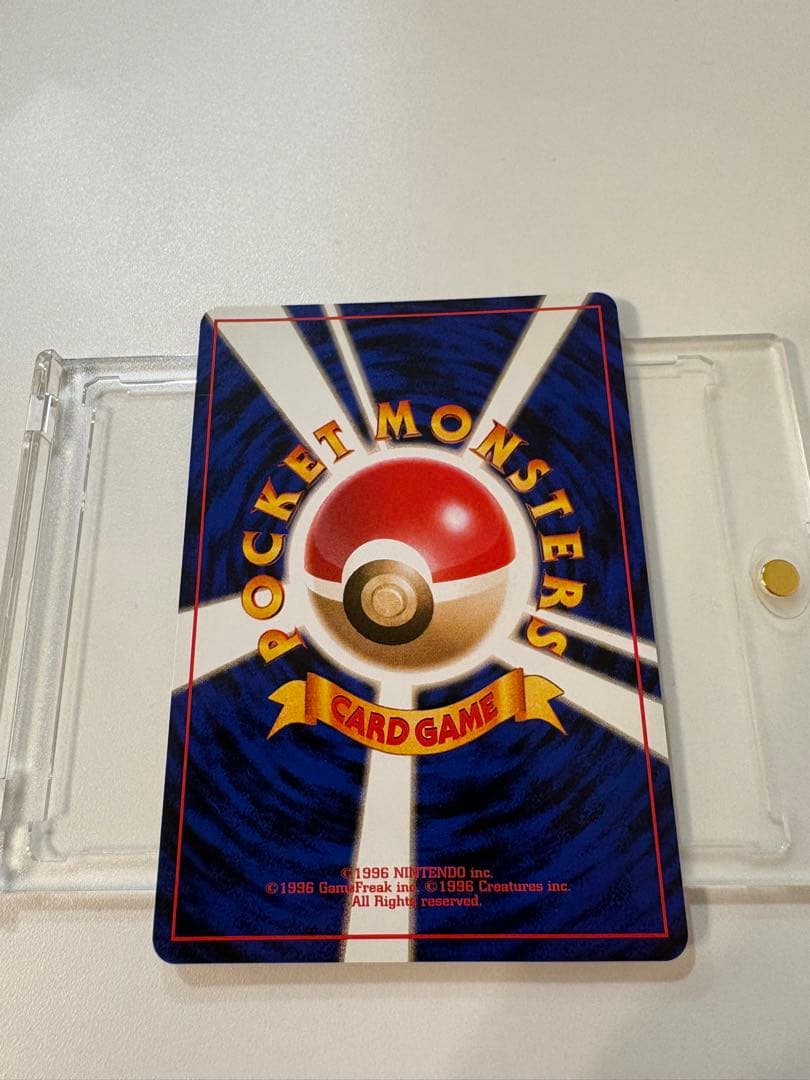 POCKET MONSTERS
CARD GAME
©1996 NINTENDO inc.
©1996 GameFreak inc. ©1996 Creatures inc.
All Rights reserved.